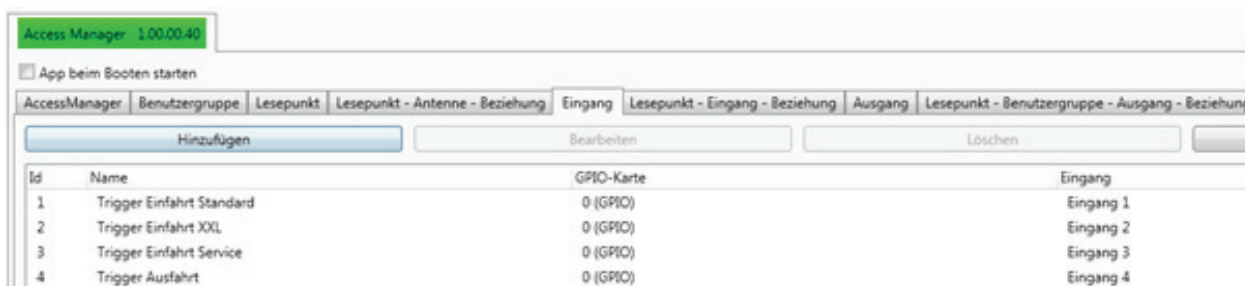 Access Manager 1.00.00.40
App beim Booten starten
AccessManager Benutzergruppe Lesepunkt Lesepunkt - Antenne - Beziehung Eingang Lesepunkt - Eingang - Beziehung Ausgang Lesepunkt - Benutzergruppe - Ausgang - Beziehung
Hinzufügen Bearbeiten Löschen
Id Name GPIO-Karte Eingang
1 Trigger Einfahrt Standard 0 (GPIO) Eingang 1
2 Trigger Einfahrt XXL 0 (GPIO) Eingang 2
3 Trigger Einfahrt Service 0 (GPIO) Eingang 3
4 Trigger Ausfahrt 0 (GPIO) Eingang 4